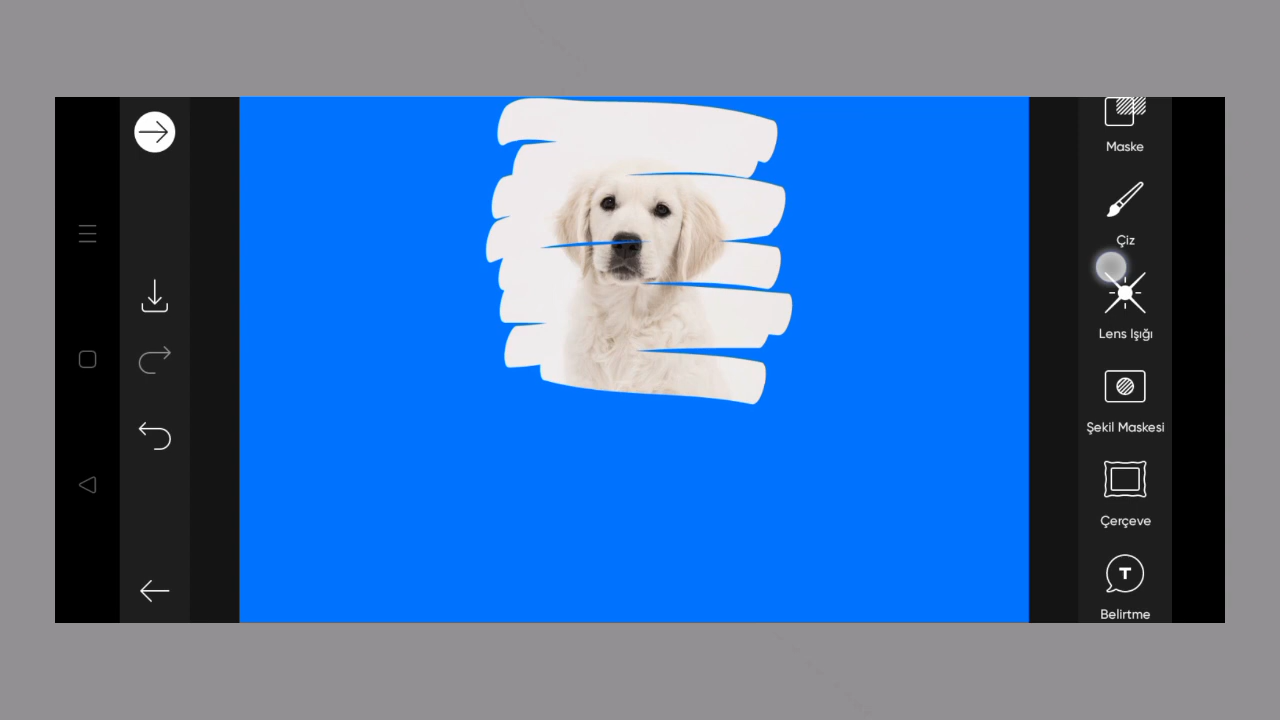 Maske
Çiz
Lens Işığı
Şekil Maskesi
Çerçeve
T
Belirtme